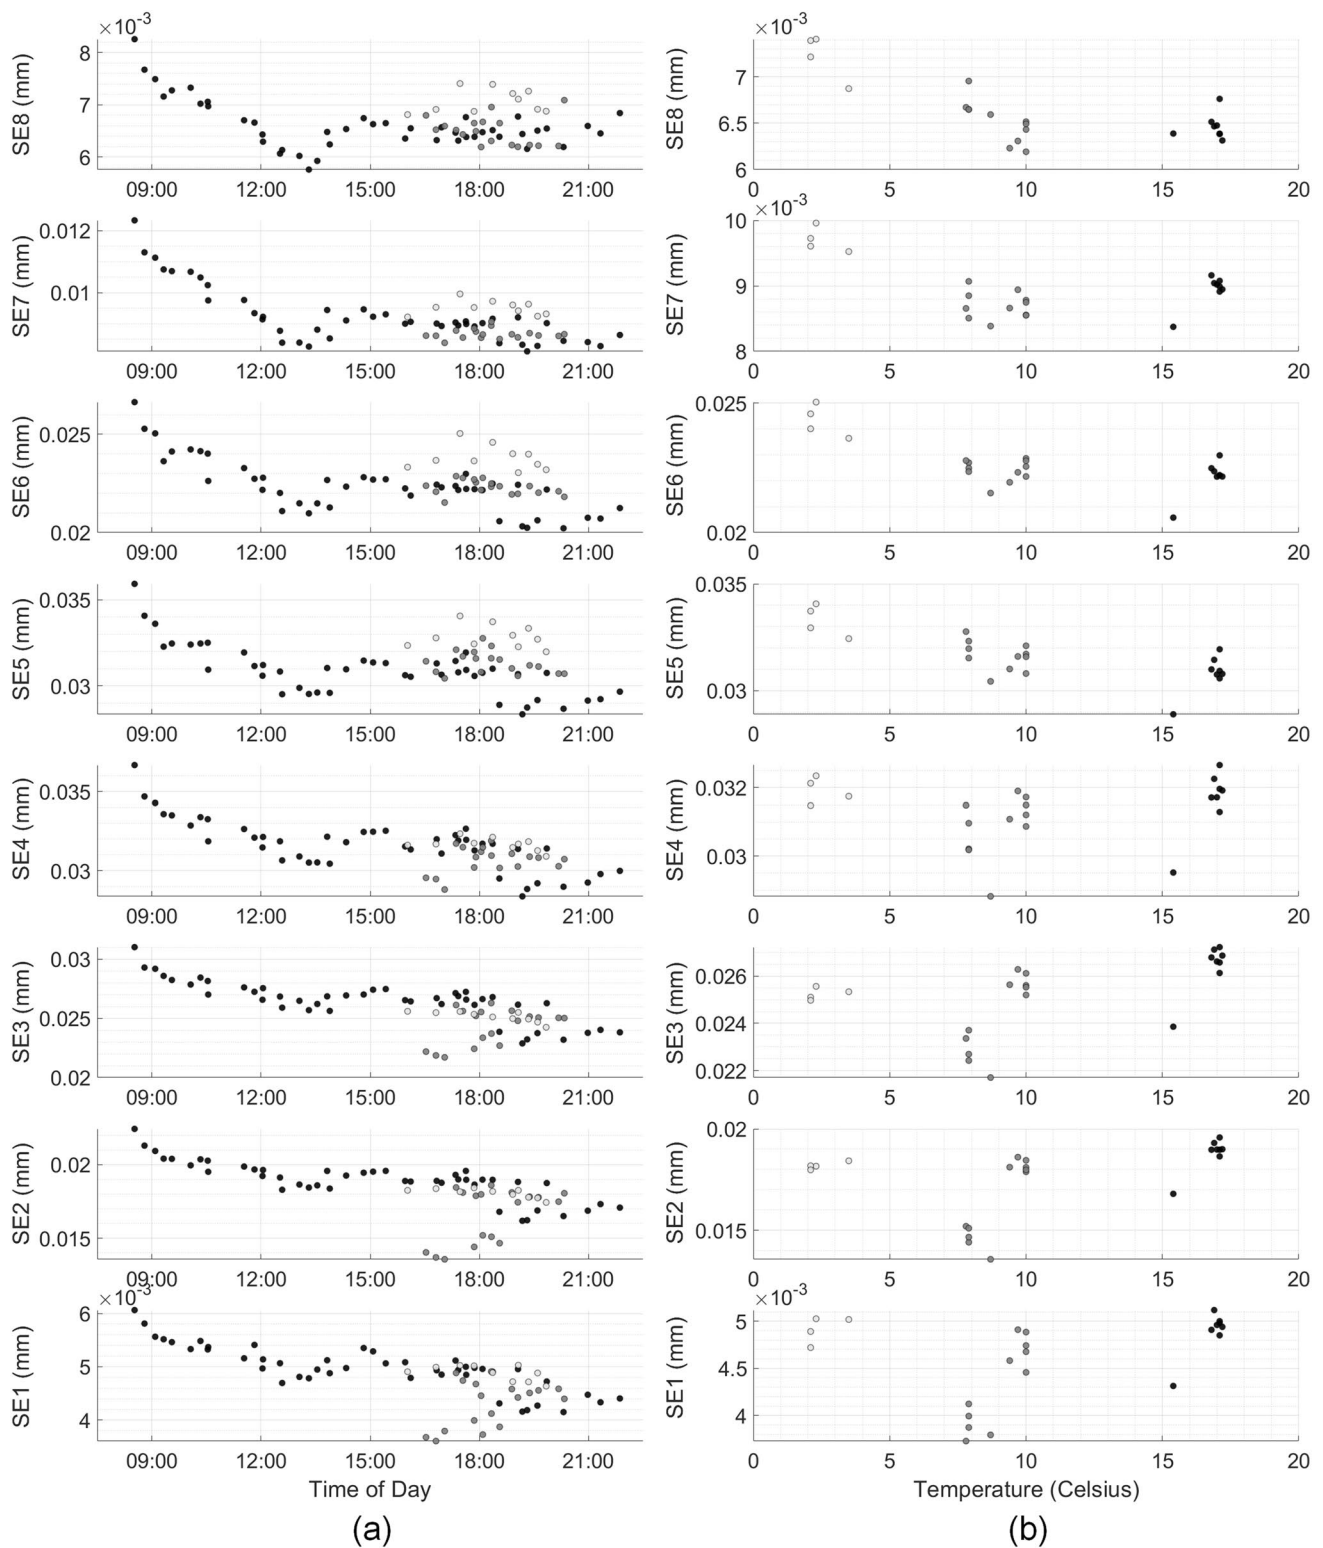 ×10-3
8
7
6
SE8 (mm)
09:00 12:00 15:00 18:00 21:00
0.012
0.01
SE7 (mm)
09:00 12:00 15:00 18:00 21:00
0.025
0.02
SE6 (mm)
09:00 12:00 15:00 18:00 21:00
0.035
0.03
SE5 (mm)
09:00 12:00 15:00 18:00 21:00
0.035
0.03
SE4 (mm)
09:00 12:00 15:00 18:00 21:00
0.03
0.025
0.02
SE3 (mm)
09:00 12:00 15:00 18:00 21:00
0.02
0.015
SE2 (mm)
09:00 12:00 15:00 18:00 21:00
×10-3
6
4
SE1 (mm)
09:00 12:00 15:00 18:00 21:00
Time of Day
(a)
×10-3
7
6.5
6
SE8 (mm)
0 5 10 15 20
×10-3
10
9
8
SE7 (mm)
0 5 10 15 20
0.025
0.02
SE6 (mm)
0 5 10 15 20
0.035
0.03
SE5 (mm)
0 5 10 15 20
0.032
0.03
SE4 (mm)
0 5 10 15 20
0.026
0.024
0.022
SE3 (mm)
0 5 10 15 20
0.02
0.015
SE2 (mm)
0 5 10 15 20
×10-3
5
4.5
4
SE1 (mm)
0 5 10 15 20
Temperature (Celsius)
(b)